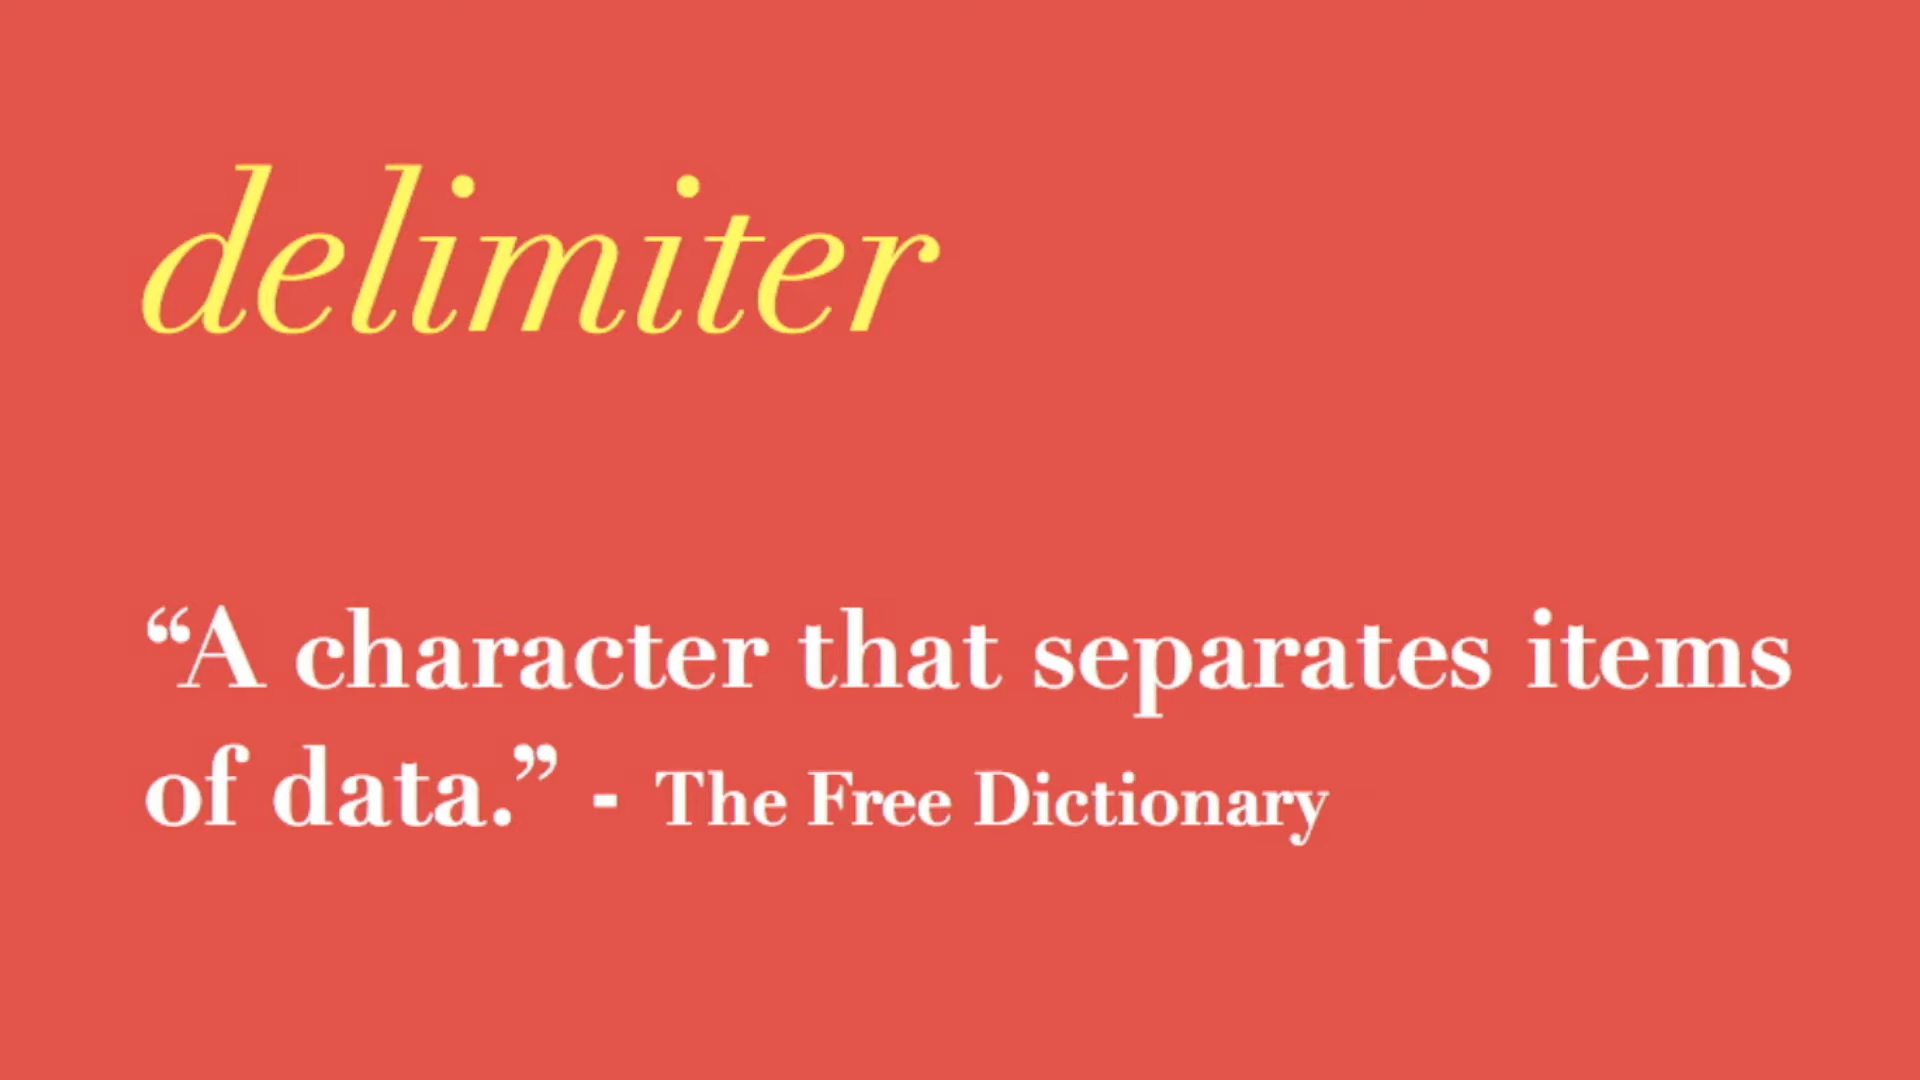 delimiter
“A character that separates items
of data.” - The Free Dictionary